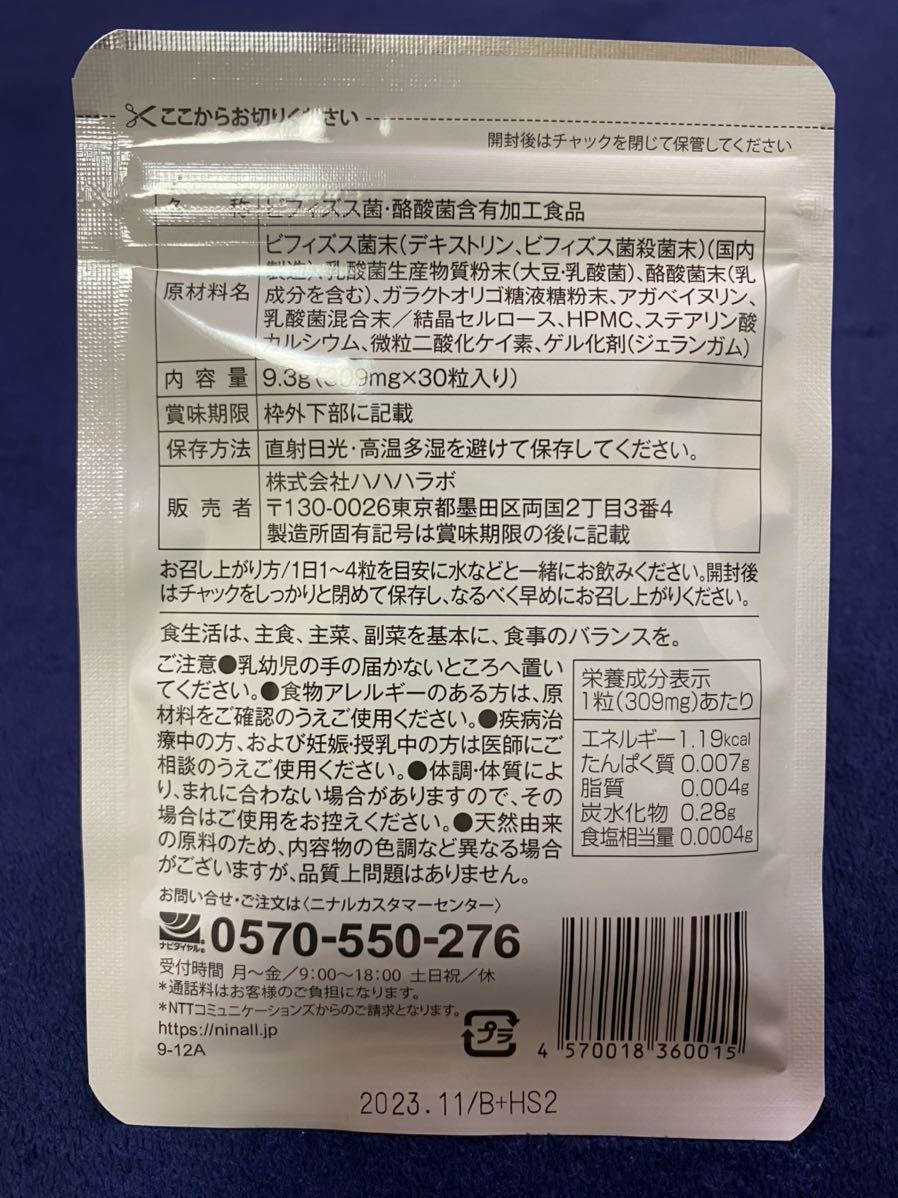 ここからお切りください
開封後はチャックを閉じて保管してください
名 称 ビフィズス菌・酪酸菌含有加工食品
原材料名 ビフィズス菌末(デキストリン、ビフィズス菌殺菌末)(国内
製造)、乳酸菌生産物質粉末(大豆・乳酸菌)、酪酸菌末(乳
成分を含む)、ガラクトオリゴ糖液糖粉末、アガベイヌリン、
乳酸菌混合末/結晶セルロース、HPMC、ステアリン酸
カルシウム、微粒二酸化ケイ素、ゲル化剤(ジェランガム)
内 容 量 9.3g(309mg×30粒入り)
賞味期限 枠外下部に記載
保存方法 直射日光・高温多湿を避けて保存してください。
販 売 者 株式会社ハハハラボ
〒130-0026東京都墨田区両国2丁目3番4
製造所固有記号は賞味期限の後に記載
お召し上がり方/1日1〜4粒を目安に水などと一緒にお飲みください。開封後
はチャックをしっかりと閉めて保存し、なるべく早めにお召し上がりください。
食生活は、主食、主菜、副菜を基本に、食事のバランスを。
ご注意●乳幼児の手の届かないところへ置い
てください。●食物アレルギーのある方は、原
材料をご確認のうえご使用ください。●疾病治
療中の方、および妊娠・授乳中の方は医師にご
相談のうえご使用ください。●体調・体質によ
り、まれに合わない場合がありますので、その
場合はご使用をお控えください。●天然由来
の原料のため、内容物の色調など異なる場合
がございますが、品質上問題はありません。
栄養成分表示
1粒(309mg)あたり
エネルギー 1.19kcal
たんぱく質 0.007g
脂質 0.004g
炭水化物 0.28g
食塩相当量 0.0004g
お問い合せ・ご注文は〈ニナルカスタマーセンター〉
ナビダイヤル® 0570-550-276
受付時間 月〜金/9:00〜18:00 土日祝/休
*通話料はお客様のご負担になります。
*NTTコミュニケーションズからのご請求となります。
https://ninall.jp
9-12A
プラ
4 570018 360015
2023.11/B+HS2